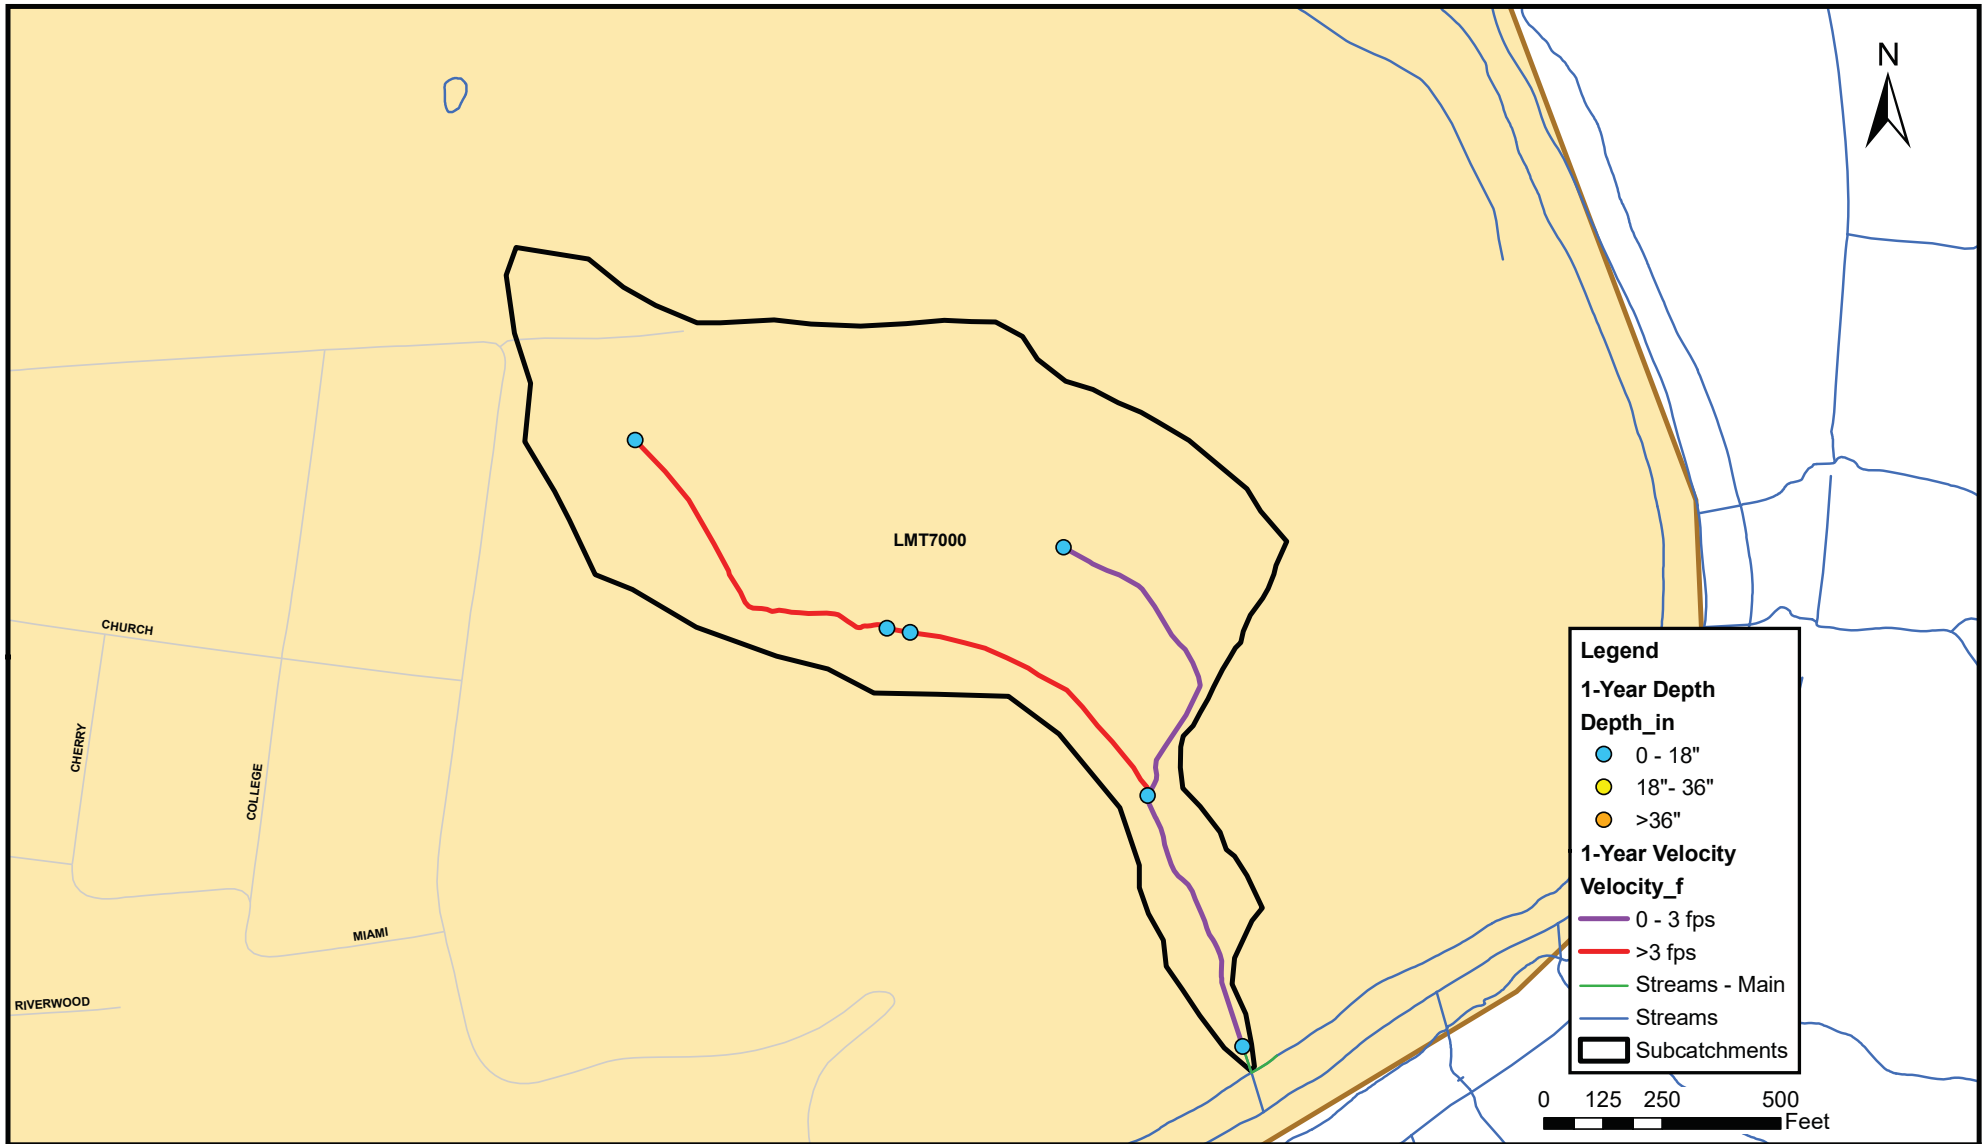 N
LMT7000
CHURCH
CHERRY
COLLEGE
MIAMI
RIVERWOOD
Legend
1-Year Depth
Depth_in
0 - 18"
18"- 36"
>36"
1-Year Velocity
Velocity_f
0 - 3 fps
>3 fps
Streams - Main
Streams
Subcatchments
0 125 250 500
Feet